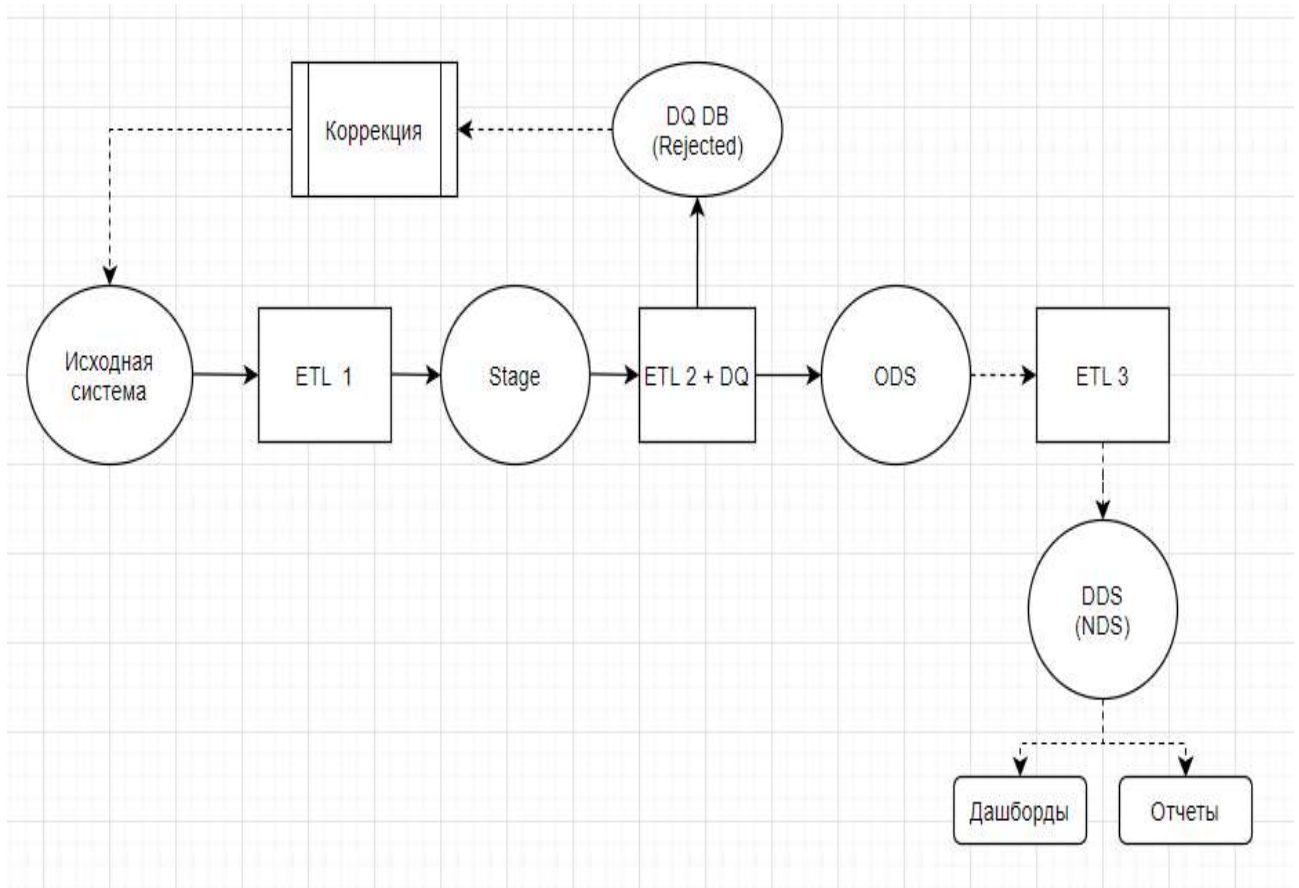 Коррекция
DQ DB
(Rejected)
Исходная
система
ETL 1
Stage
ETL 2 + DQ
ODS
ETL 3
DDS
(NDS)
Дашборды
Отчеты